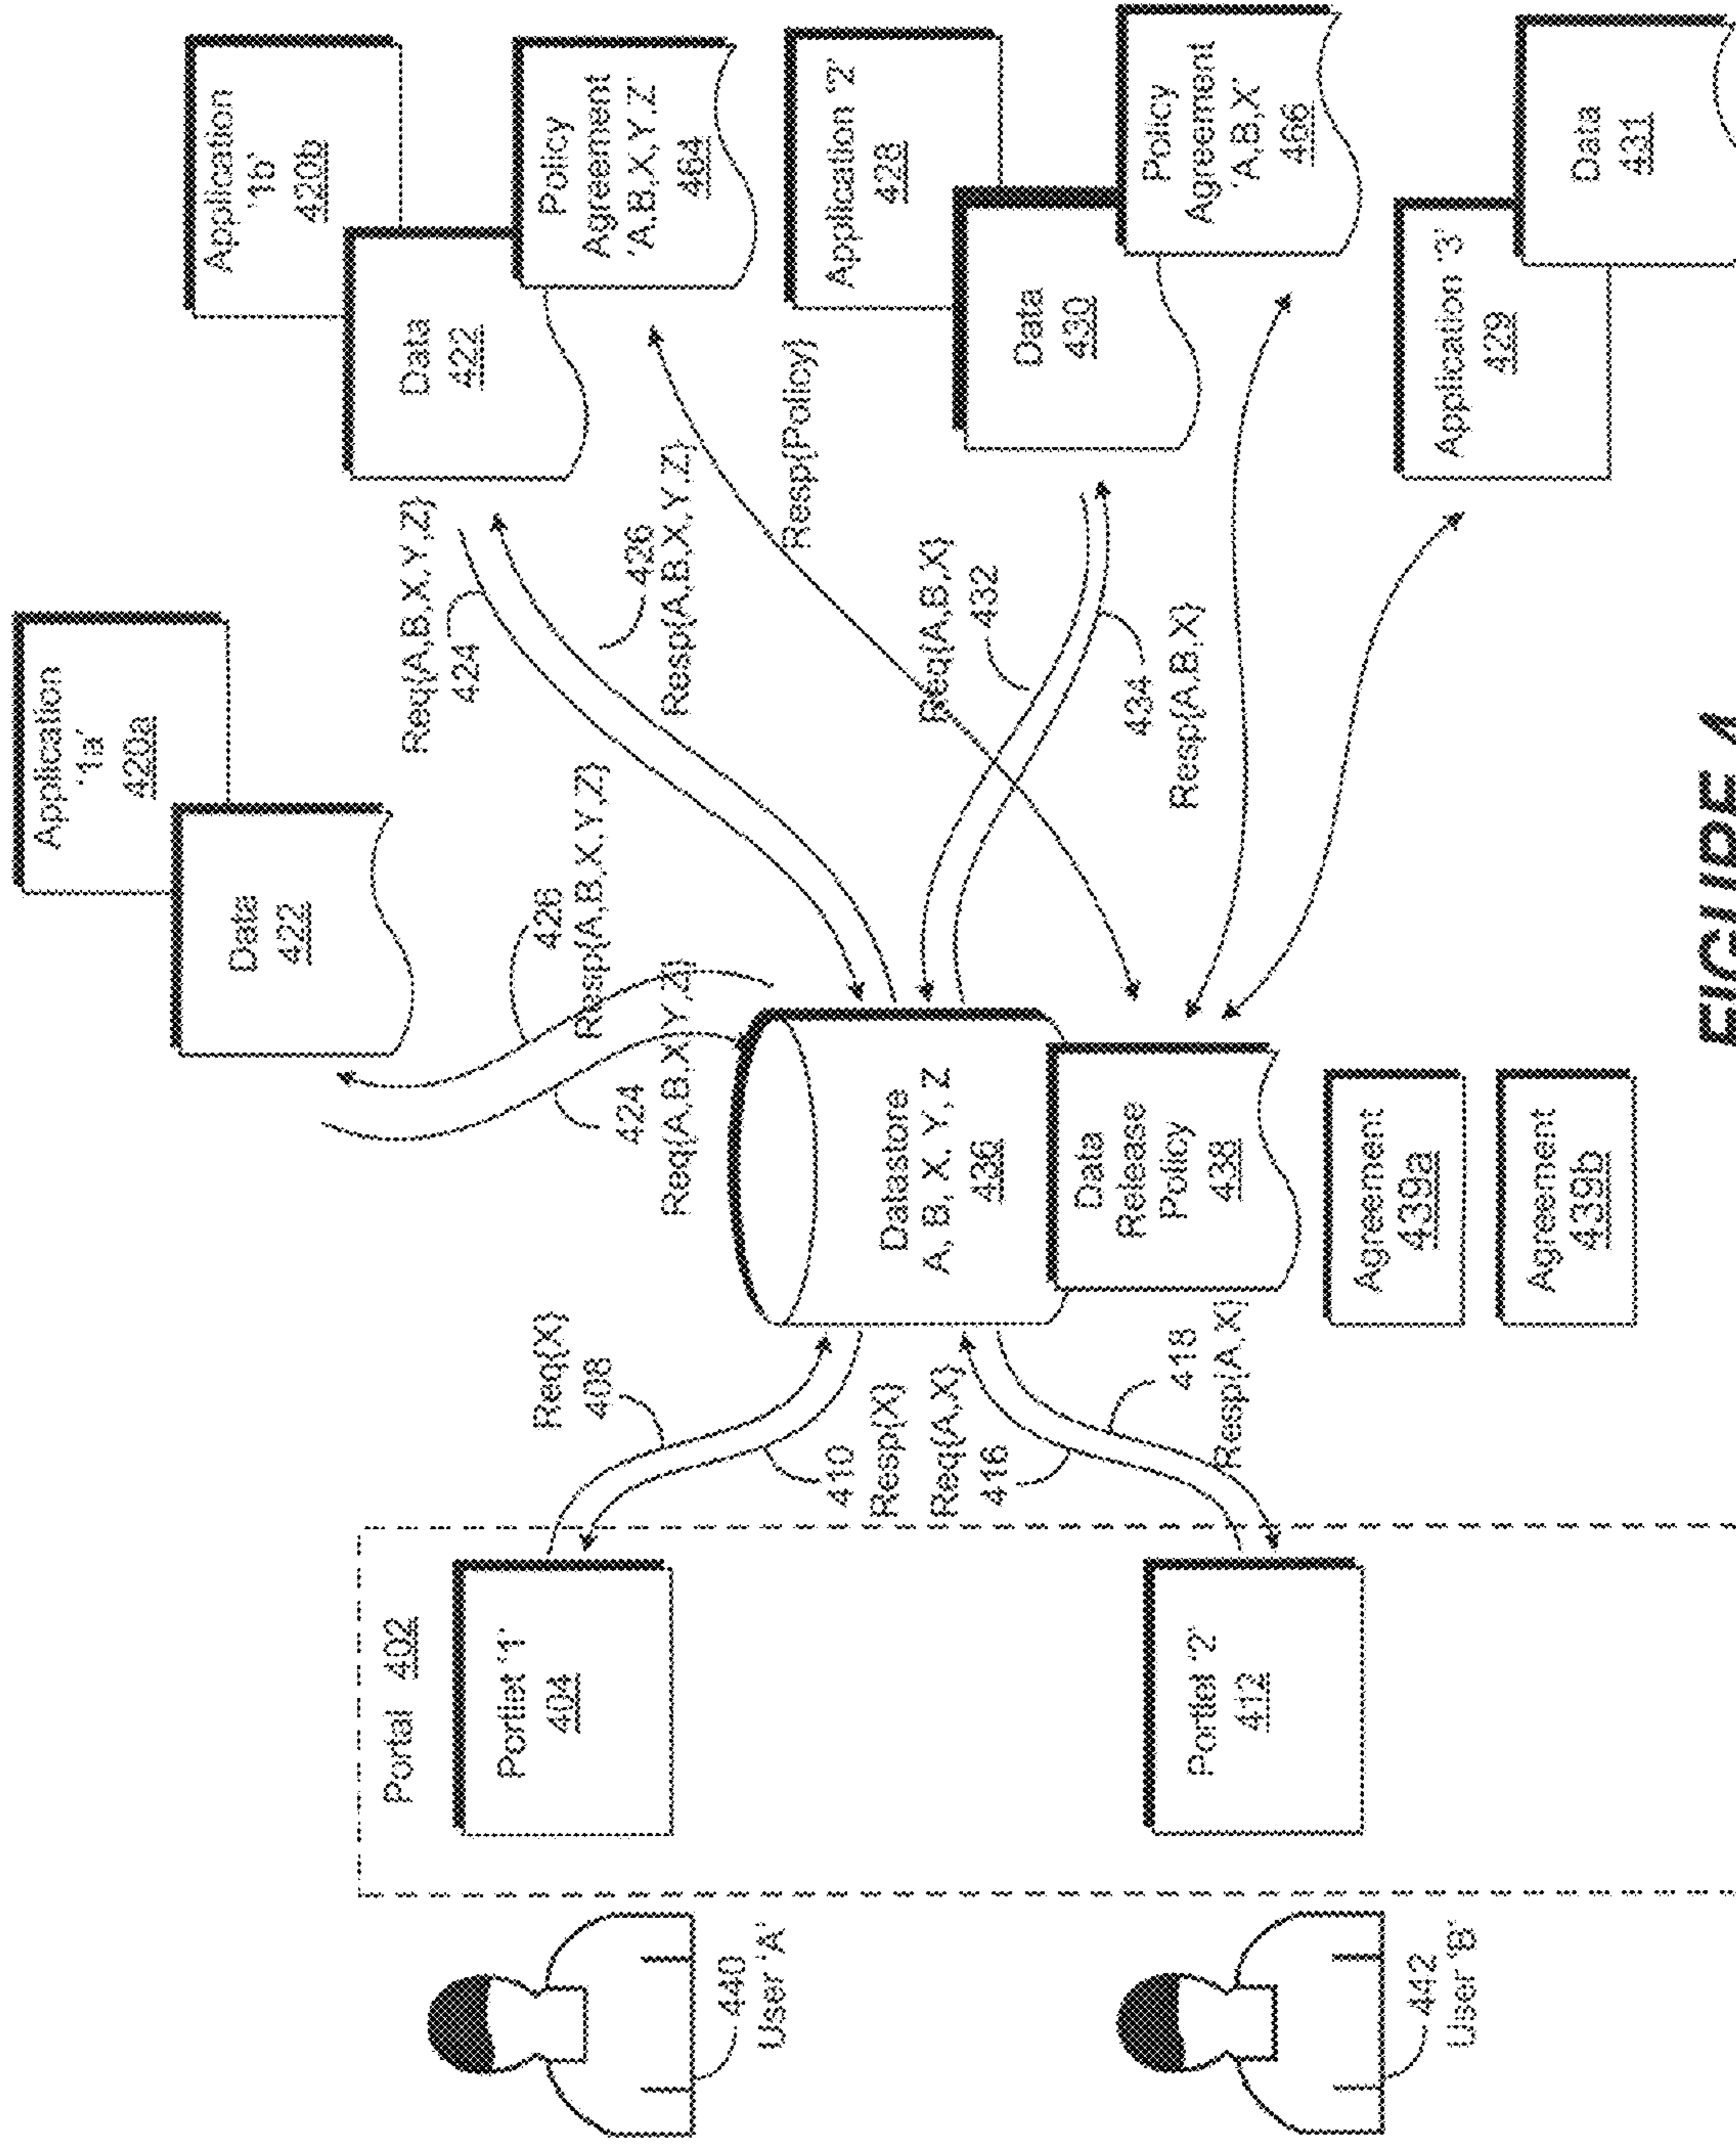 Application
'1a'
420a
Data
422
Application
'1b'
420b
Data
422
Policy
Agreement
'A,B,X,Y,Z'
464
424
Req{A,B,X,Y,Z}
426
Resp{A,B,X,Y,Z}
Req{A,B,X,Y,Z}
424
426
Resp{A,B,X,Y,Z}
Resp{Policy}
Application '2'
428
Data
430
Policy
Agreement
'A,B,X'
466
Req{A,B,X}
432
434
Resp{A,B,X}
Application '3'
429
Data
431
Portal 402
Portlet '1'
404
Req{X}
408
410
Resp{X}
Req{A,X}
416
418
Resp{A,X}
Portlet '2'
412
Datastore
A, B, X, Y, Z
436
Data
Release
Policy
438
Agreement
439a
Agreement
439b
440
User 'A'
442
User 'B'
FIGURE 4